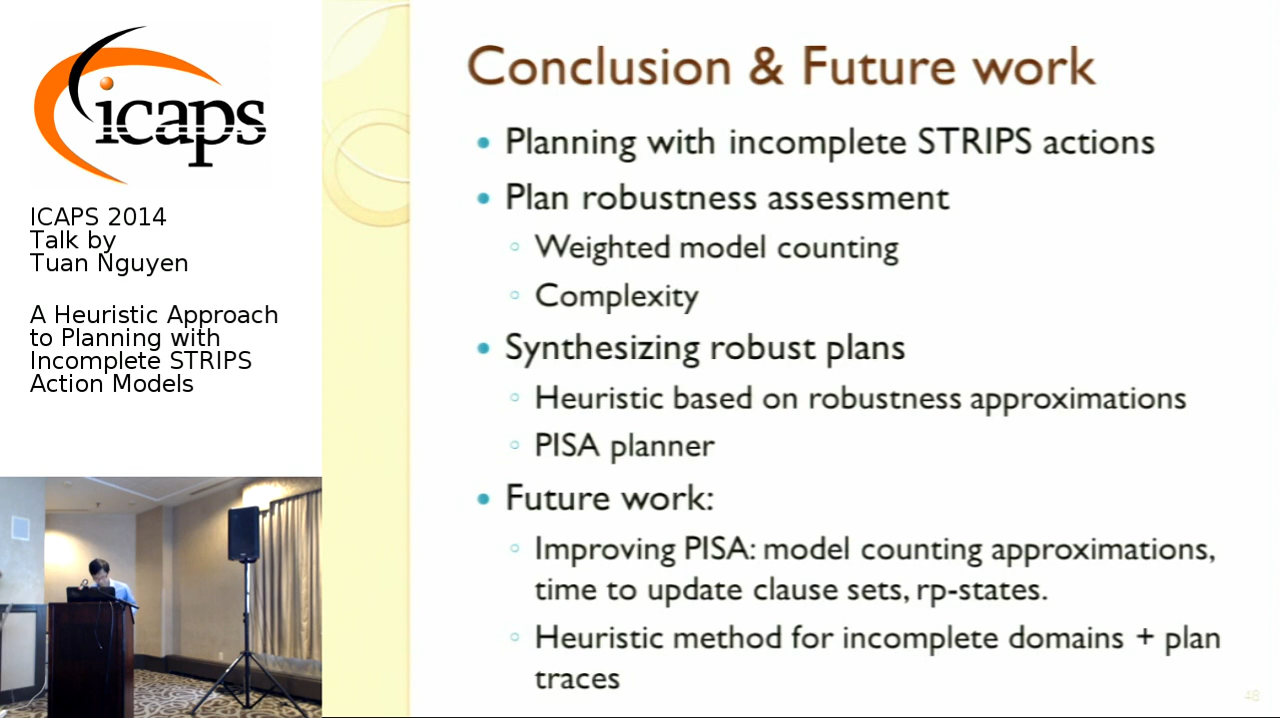 icaps
ICAPS 2014
Talk by
Tuan Nguyen
A Heuristic Approach
to Planning with
Incomplete STRIPS
Action Models
Conclusion & Future work
• Planning with incomplete STRIPS actions
• Plan robustness assessment
◦ Weighted model counting
◦ Complexity
• Synthesizing robust plans
◦ Heuristic based on robustness approximations
◦ PISA planner
• Future work:
◦ Improving PISA: model counting approximations,
time to update clause sets, rp-states.
◦ Heuristic method for incomplete domains + plan
traces
48